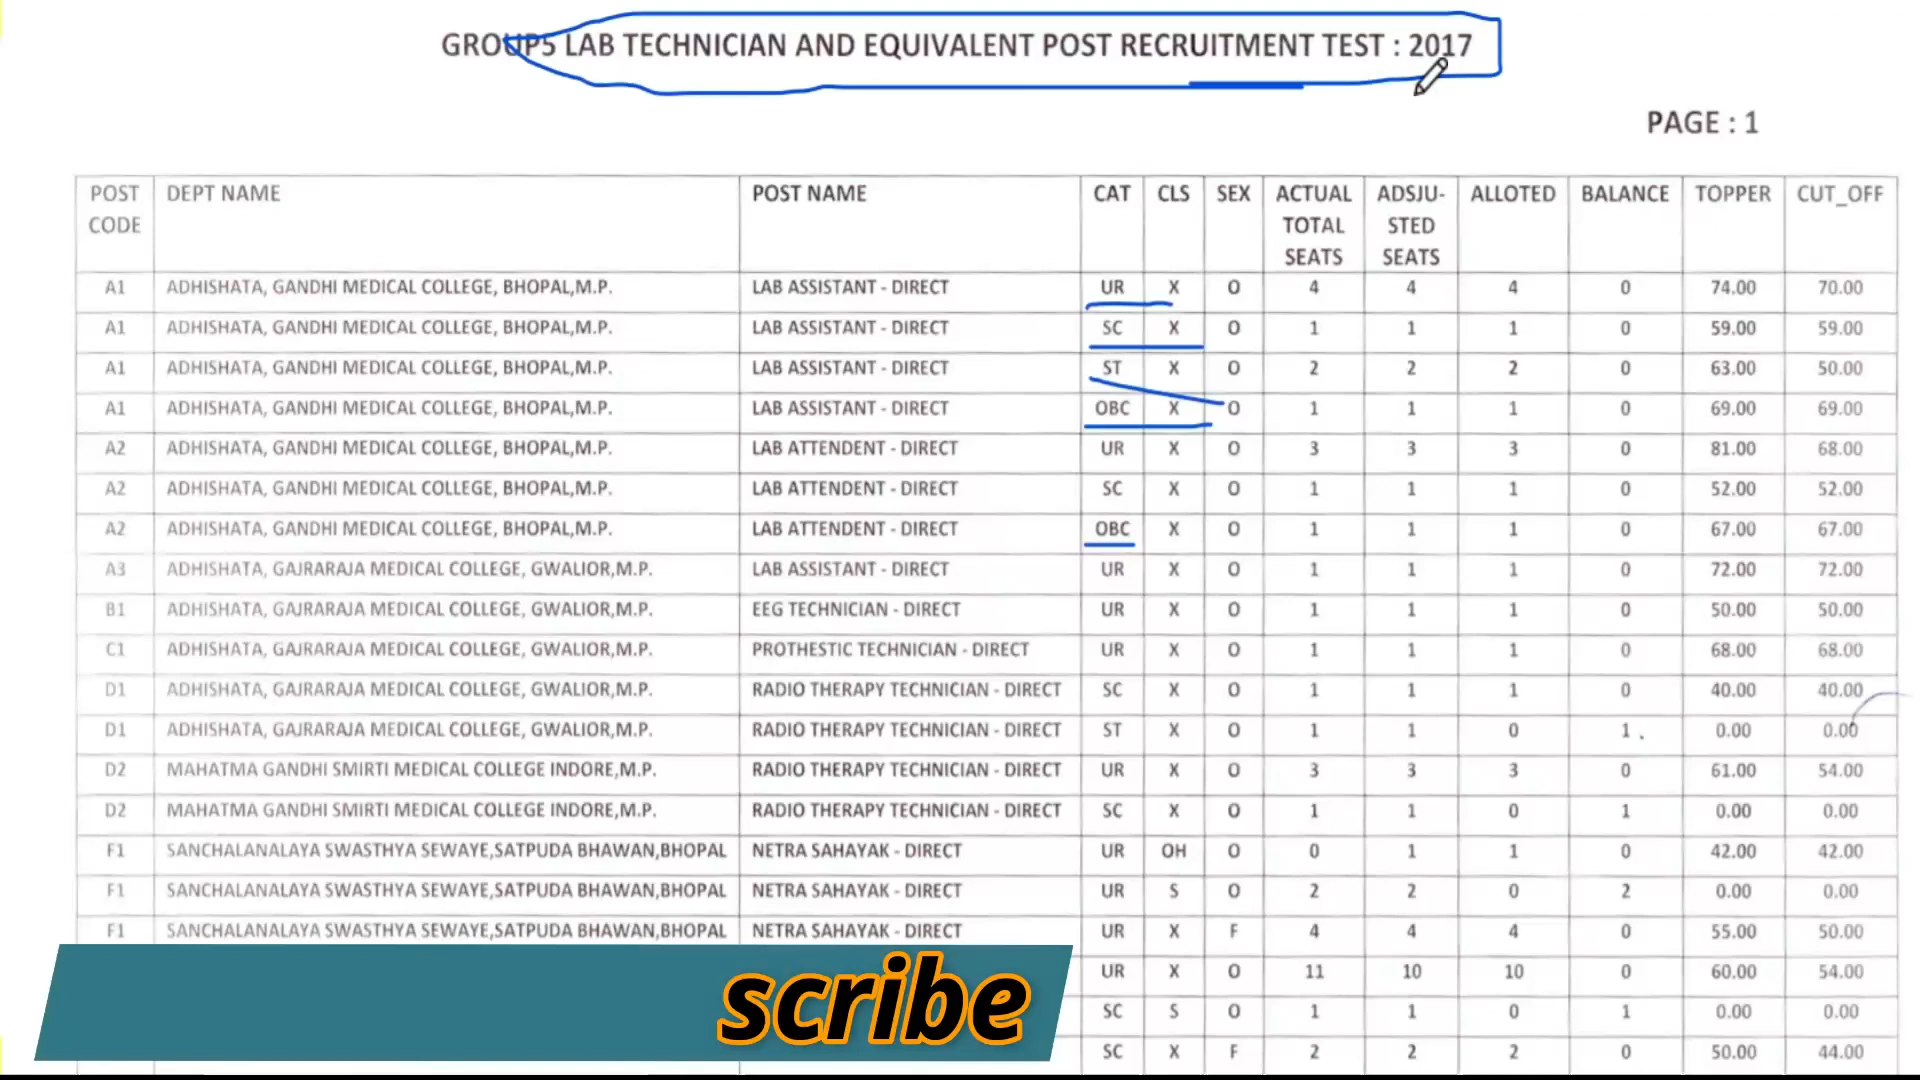 GROUP5 LAB TECHNICIAN AND EQUIVALENT POST RECRUITMENT TEST : 2017
PAGE : 1
POST CODE DEPT NAME POST NAME CAT CLS SEX ACTUAL TOTAL SEATS ADSJU-STED SEATS ALLOTED BALANCE TOPPER CUT_OFF
A1 ADHISHATA, GANDHI MEDICAL COLLEGE, BHOPAL,M.P. LAB ASSISTANT - DIRECT UR X O 4 4 4 0 74.00 70.00
A1 ADHISHATA, GANDHI MEDICAL COLLEGE, BHOPAL,M.P. LAB ASSISTANT - DIRECT SC X O 1 1 1 0 59.00 59.00
A1 ADHISHATA, GANDHI MEDICAL COLLEGE, BHOPAL,M.P. LAB ASSISTANT - DIRECT ST X O 2 2 2 0 63.00 50.00
A1 ADHISHATA, GANDHI MEDICAL COLLEGE, BHOPAL,M.P. LAB ASSISTANT - DIRECT OBC X O 1 1 1 0 69.00 69.00
A2 ADHISHATA, GANDHI MEDICAL COLLEGE, BHOPAL,M.P. LAB ATTENDENT - DIRECT UR X O 3 3 3 0 81.00 68.00
A2 ADHISHATA, GANDHI MEDICAL COLLEGE, BHOPAL,M.P. LAB ATTENDENT - DIRECT SC X O 1 1 1 0 52.00 52.00
A2 ADHISHATA, GANDHI MEDICAL COLLEGE, BHOPAL,M.P. LAB ATTENDENT - DIRECT OBC X O 1 1 1 0 67.00 67.00
A3 ADHISHATA, GAJRARAJA MEDICAL COLLEGE, GWALIOR,M.P. LAB ASSISTANT - DIRECT UR X O 1 1 1 0 72.00 72.00
B1 ADHISHATA, GAJRARAJA MEDICAL COLLEGE, GWALIOR,M.P. EEG TECHNICIAN - DIRECT UR X O 1 1 1 0 50.00 50.00
C1 ADHISHATA, GAJRARAJA MEDICAL COLLEGE, GWALIOR,M.P. PROTHESTIC TECHNICIAN - DIRECT UR X O 1 1 1 0 68.00 68.00
D1 ADHISHATA, GAJRARAJA MEDICAL COLLEGE, GWALIOR,M.P. RADIO THERAPY TECHNICIAN - DIRECT SC X O 1 1 1 0 40.00 40.00
D1 ADHISHATA, GAJRARAJA MEDICAL COLLEGE, GWALIOR,M.P. RADIO THERAPY TECHNICIAN - DIRECT ST X O 1 1 0 1 0.00 0.00
D2 MAHATMA GANDHI SMIRTI MEDICAL COLLEGE INDORE,M.P. RADIO THERAPY TECHNICIAN - DIRECT UR X O 3 3 3 0 61.00 54.00
D2 MAHATMA GANDHI SMIRTI MEDICAL COLLEGE INDORE,M.P. RADIO THERAPY TECHNICIAN - DIRECT SC X O 1 1 0 1 0.00 0.00
F1 SANCHALANALAYA SWASTHYA SEWAYE,SATPUDA BHAWAN,BHOPAL NETRA SAHAYAK - DIRECT UR OH O 0 1 1 0 42.00 42.00
F1 SANCHALANALAYA SWASTHYA SEWAYE,SATPUDA BHAWAN,BHOPAL NETRA SAHAYAK - DIRECT UR S O 2 2 0 2 0.00 0.00
F1 SANCHALANALAYA SWASTHYA SEWAYE,SATPUDA BHAWAN,BHOPAL NETRA SAHAYAK - DIRECT UR X F 4 4 4 0 55.00 50.00
UR X O 11 10 10 0 60.00 54.00
SC S O 1 1 0 1 0.00 0.00
SC X F 2 2 2 0 50.00 44.00
scribe